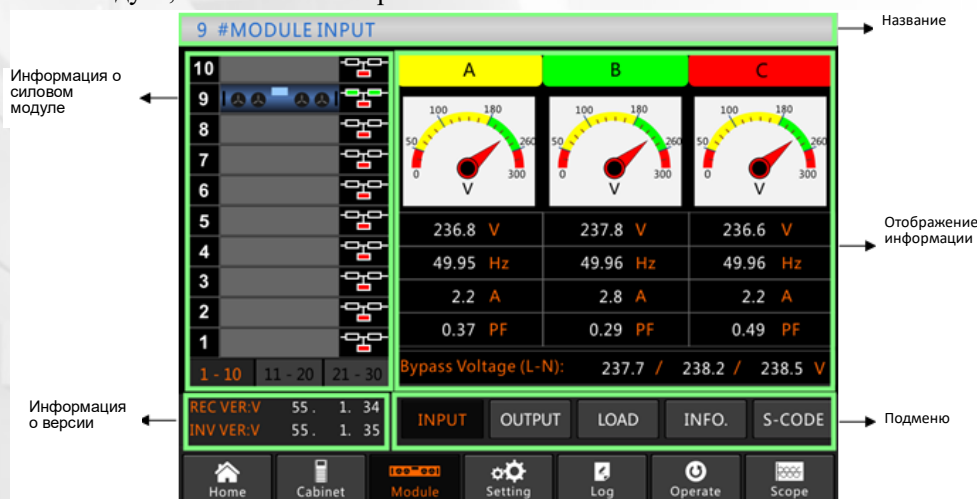 9 #MODULE INPUT
Название
Информация о
силовом
модуле
10
9
8
7
6
5
4
3
2
1
1 - 10 11 - 20 21 - 30
A B C
0 50 100 180 260 300
V
0 50 100 180 260 300
V
0 50 100 180 260 300
V
236.8 V 237.8 V 236.6 V
49.95 Hz 49.96 Hz 49.96 Hz
2.2 A 2.8 A 2.2 A
0.37 PF 0.29 PF 0.49 PF
Bypass Voltage (L-N): 237.7 / 238.2 / 238.5 V
Отображение
информации
Информация
о версии
REC VER:V 55. 1. 34
INV VER:V 55. 1. 35
INPUT OUTPUT LOAD INFO. S-CODE
Подменю
Home Cabinet Module Setting Log Operate Scope